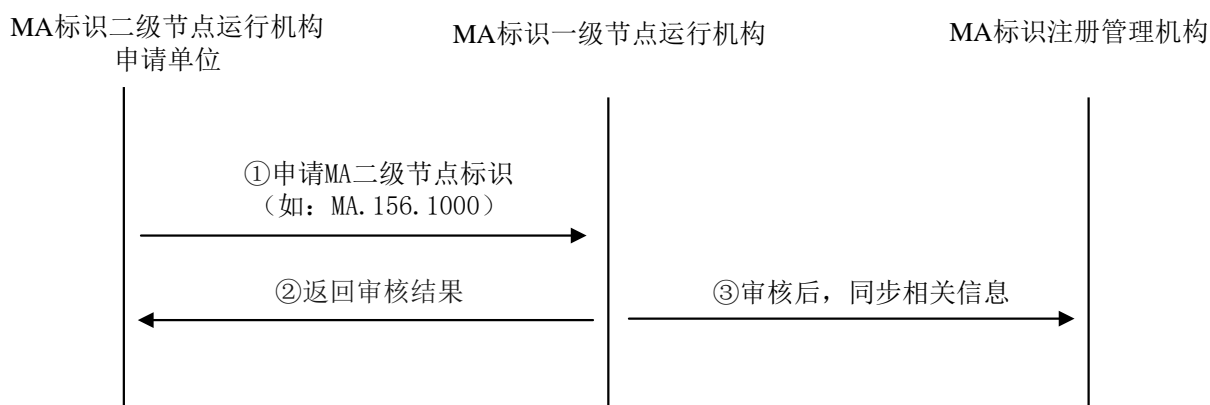 MA标识二级节点运行机构
申请单位
MA标识一级节点运行机构
MA标识注册管理机构
①申请MA二级节点标识
（如：MA.156.1000）
②返回审核结果
③审核后，同步相关信息